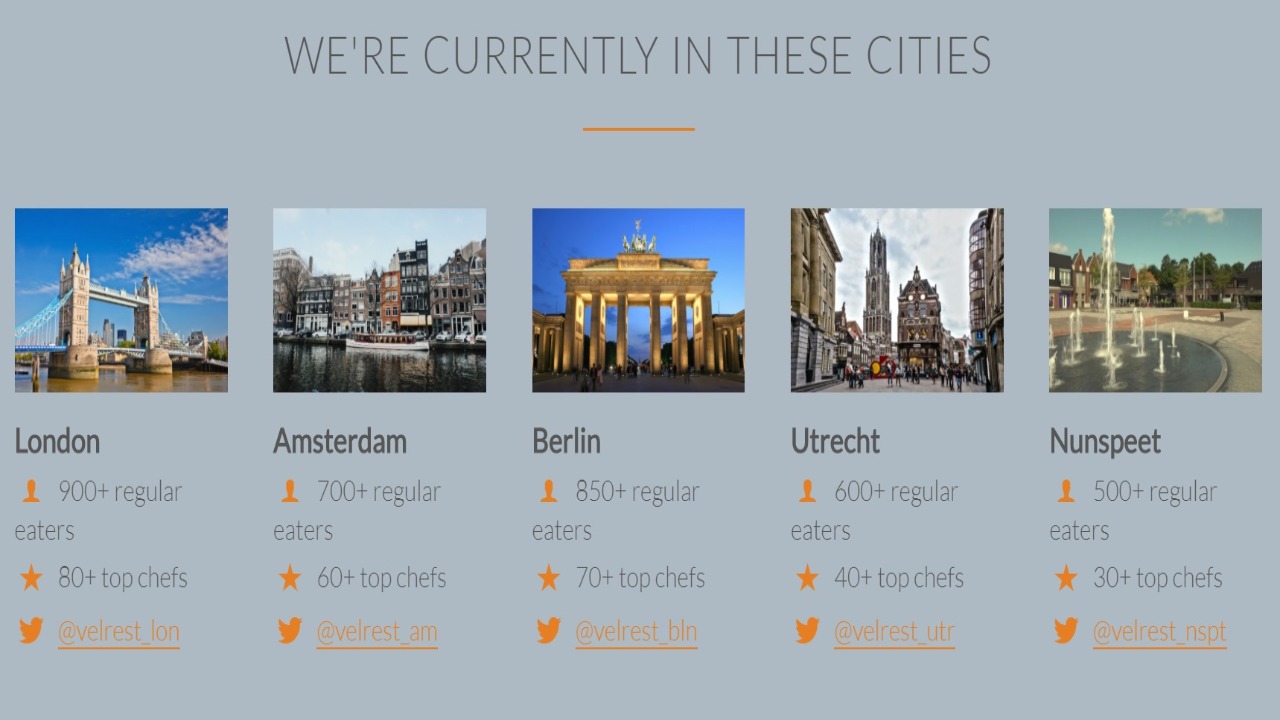 WE'RE CURRENTLY IN THESE CITIES
London
900+ regular
eaters
80+ top chefs
@velrest_lon
Amsterdam
700+ regular
eaters
60+ top chefs
@velrest_am
Berlin
850+ regular
eaters
70+ top chefs
@velrest_bln
Utrecht
600+ regular
eaters
40+ top chefs
@velrest_utr
Nunspeet
500+ regular
eaters
30+ top chefs
@velrest_nspt